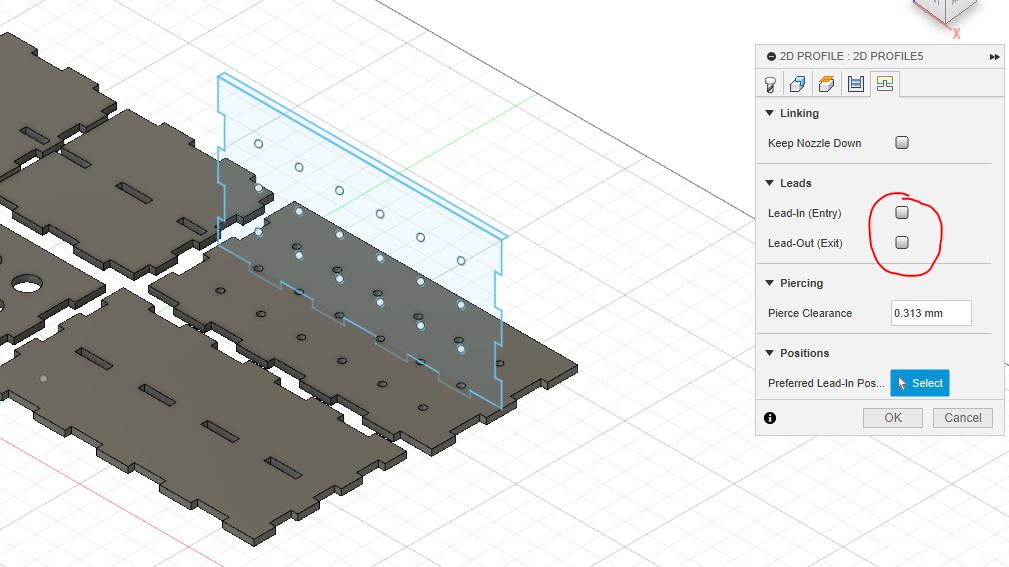 X
2D PROFILE : 2D PROFILE5
Linking
Keep Nozzle Down
Leads
Lead-In (Entry)
Lead-Out (Exit)
Piercing
Pierce Clearance 0.313 mm
Positions
Preferred Lead-In Pos... Select
OK Cancel